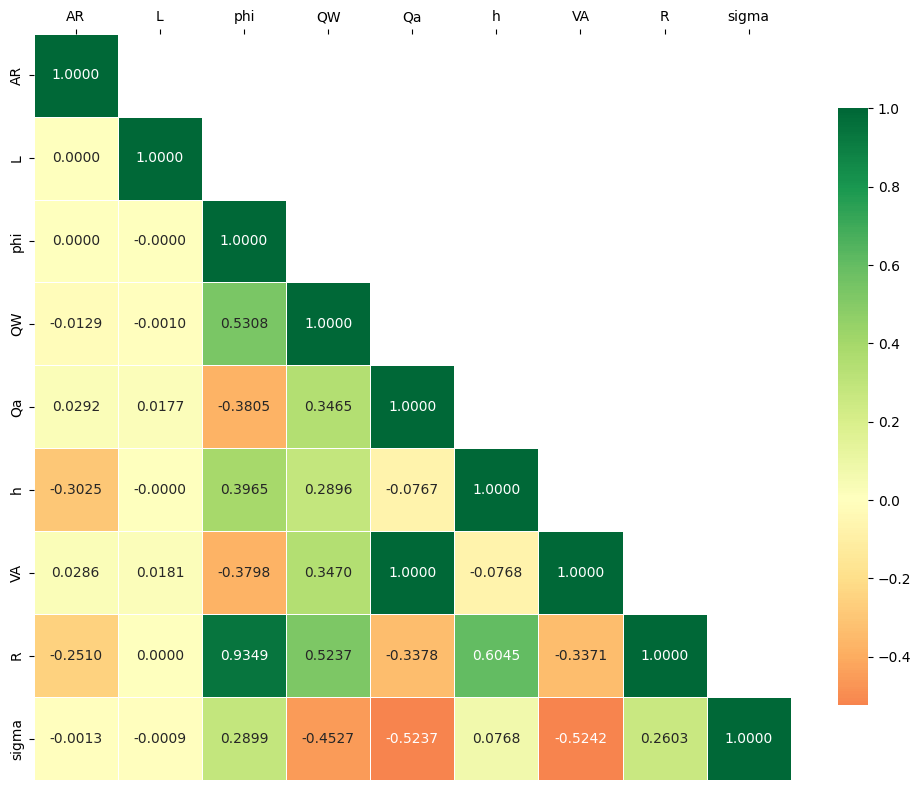 AR L phi QW Qa h VA R sigma
AR 1.0000
L 0.0000 1.0000
phi 0.0000 -0.0000 1.0000
QW -0.0129 -0.0010 0.5308 1.0000
Qa 0.0292 0.0177 -0.3805 0.3465 1.0000
h -0.3025 -0.0000 0.3965 0.2896 -0.0767 1.0000
VA 0.0286 0.0181 -0.3798 0.3470 1.0000 -0.0768 1.0000
R -0.2510 0.0000 0.9349 0.5237 -0.3378 0.6045 -0.3371 1.0000
sigma -0.0013 -0.0009 0.2899 -0.4527 -0.5237 0.0768 -0.5242 0.2603 1.0000
1.0
0.8
0.6
0.4
0.2
0.0
−0.2
−0.4